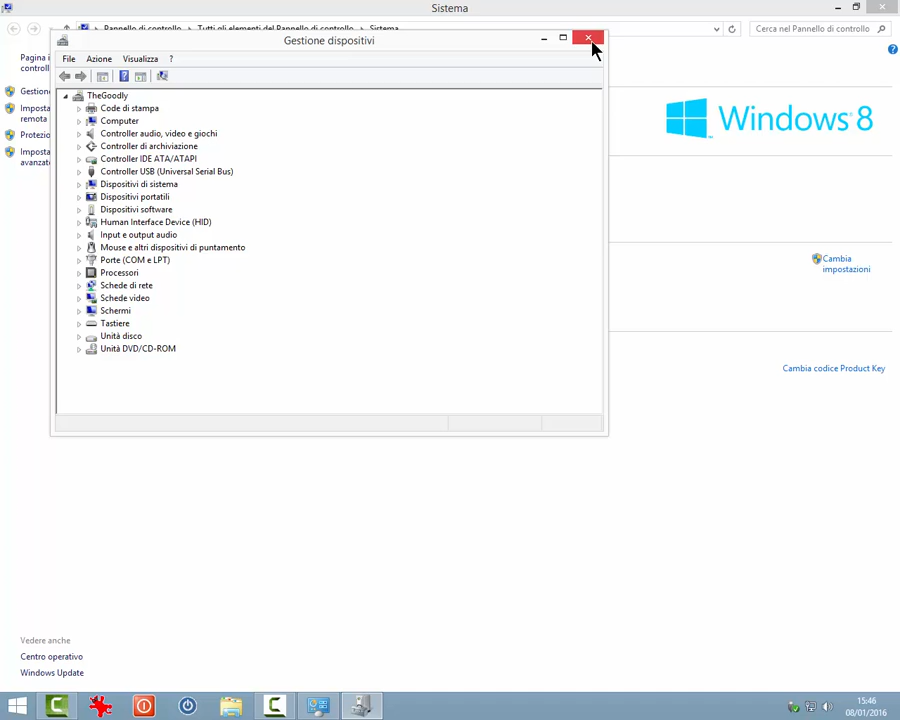 Sistema
Pannello di controllo Tutti gli elementi del Pannello di controllo Sistema
Cerca nel Pannello di controllo
Gestione dispositivi
File Azione Visualizza ?
Pagina
controll
Gestione
Imposta
remota
Protezio
Imposta
avanzate
TheGoodly
Code di stampa
Computer
Controller audio, video e giochi
Controller di archiviazione
Controller IDE ATA/ATAPI
Controller USB (Universal Serial Bus)
Dispositivi di sistema
Dispositivi portatili
Dispositivi software
Human Interface Device (HID)
Input e output audio
Mouse e altri dispositivi di puntamento
Porte (COM e LPT)
Processori
Schede di rete
Schede video
Schermi
Tastiere
Unità disco
Unità DVD/CD-ROM
Windows 8
Cambia
impostazioni
Cambia codice Product Key
Vedere anche
Centro operativo
Windows Update
15:46
08/01/2016